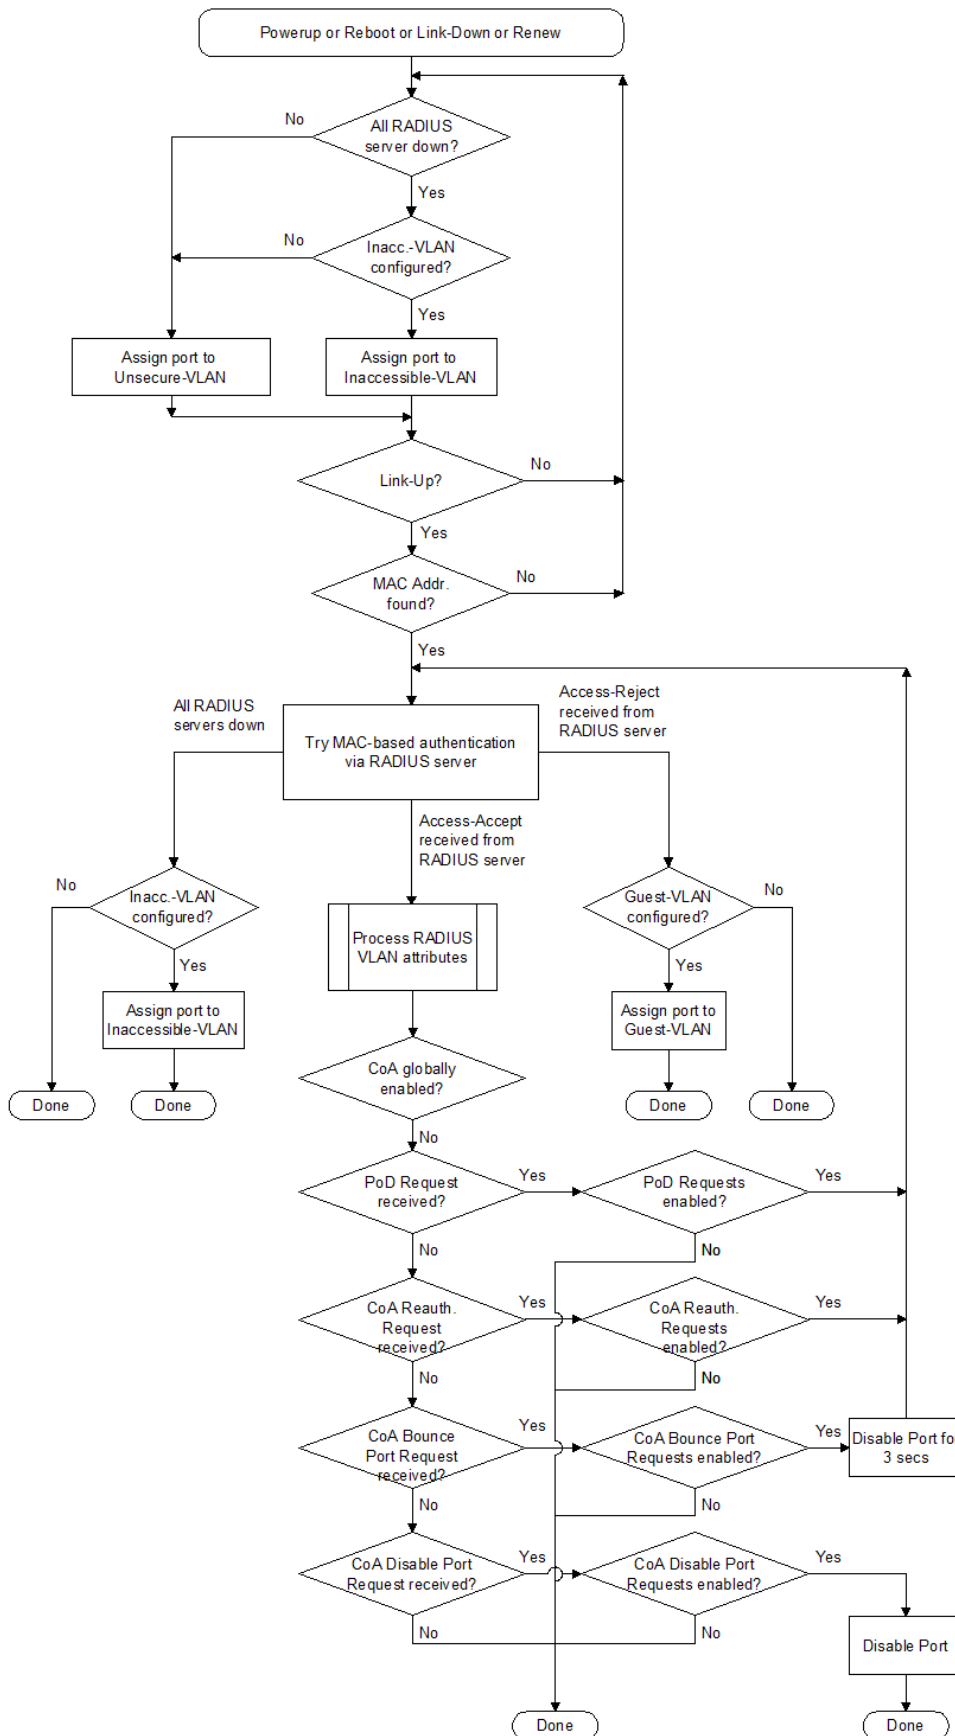 Powerup or Reboot or Link-Down or Renew
No
All RADIUS
server down?
Yes
No
Inacc.-VLAN
configured?
Yes
Assign port to
Unsecure-VLAN
Assign port to
Inaccessible-VLAN
Link-Up?
No
Yes
MAC Addr.
found?
No
Yes
All RADIUS
servers down
Access-Reject
received from
RADIUS server
Try MAC-based authentication
via RADIUS server
Access-Accept
received from
RADIUS server
No
Inacc.-VLAN
configured?
Guest-VLAN
configured?
No
Process RADIUS
VLAN attributes
Yes
Yes
Assign port to
Inaccessible-VLAN
Assign port to
Guest-VLAN
CoA globally
enabled?
Done
Done
Done
Done
No
PoD Request
received?
Yes
PoD Requests
enabled?
Yes
No
No
CoA Reauth.
Request
received?
Yes
CoA Reauth.
Requests
enabled?
Yes
No
No
CoA Bounce
Port Request
received?
Yes
CoA Bounce Port
Requests enabled?
Yes
Disable Port fo
3 secs
No
No
CoA Disable Port
Request received?
Yes
CoA Disable Port
Requests enabled?
Yes
No
No
Disable Port
Done
Done